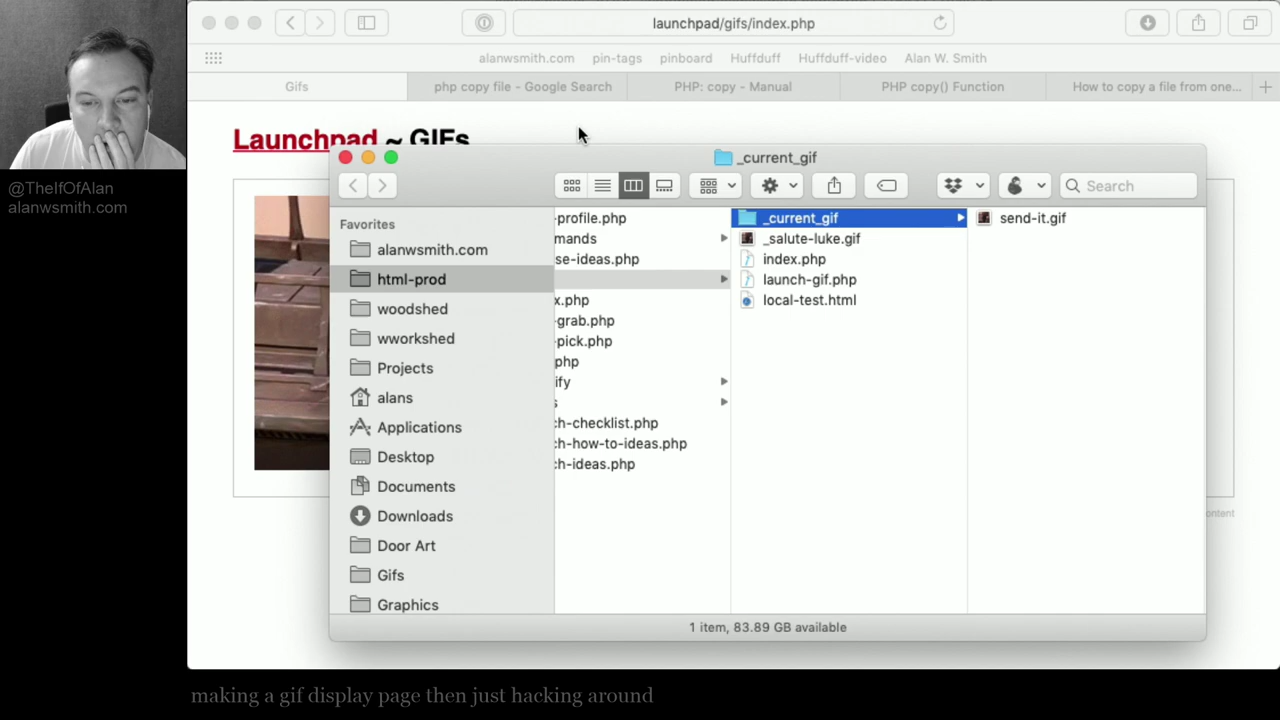 @TheIfOfAlan
alanwsmith.com
launchpad/gifs/index.php
alanwsmith.com pin-tags pinboard Huffduff Huffduff-video Alan W. Smith
Gifs php copy file - Google Search PHP: copy - Manual PHP copy() Function How to copy a file from one...
Launchpad ~ GIFs
_current_gif
Search
Favorites
alanwsmith.com
html-prod
woodshed
wworkshed
Projects
alans
Applications
Desktop
Documents
Downloads
Door Art
Gifs
Graphics
-profile.php
mands
se-ideas.php
x.php
-grab.php
-pick.php
php
ify
s
ch-checklist.php
ch-how-to-ideas.php
ch-ideas.php
_current_gif
_salute-luke.gif
index.php
launch-gif.php
local-test.html
send-it.gif
1 item, 83.89 GB available
ontent
making a gif display page then just hacking around